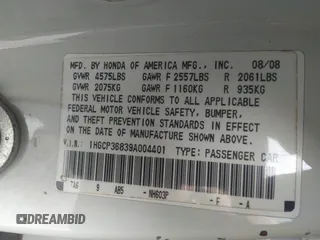 MFD. BY HONDA OF AMERICA MFG., INC. 08/08
GVWR 4575LBS GAWR F 2557LBS R 2061LBS
GVWR 2075KG GAWR F 1160KG R 935KG
THIS VEHICLE CONFORMS TO ALL APPLICABLE
FEDERAL MOTOR VEHICLE SAFETY, BUMPER,
AND THEFT PREVENTION STANDARDS IN EFFECT
ON THE DATE OF MANUFACTURE SHOWN ABOVE.
V.I.N.: 1HGCP36839A004401 TYPE: PASSENGER CAR
TAG 9 ABS - NH603P - F - A
DREAMBID